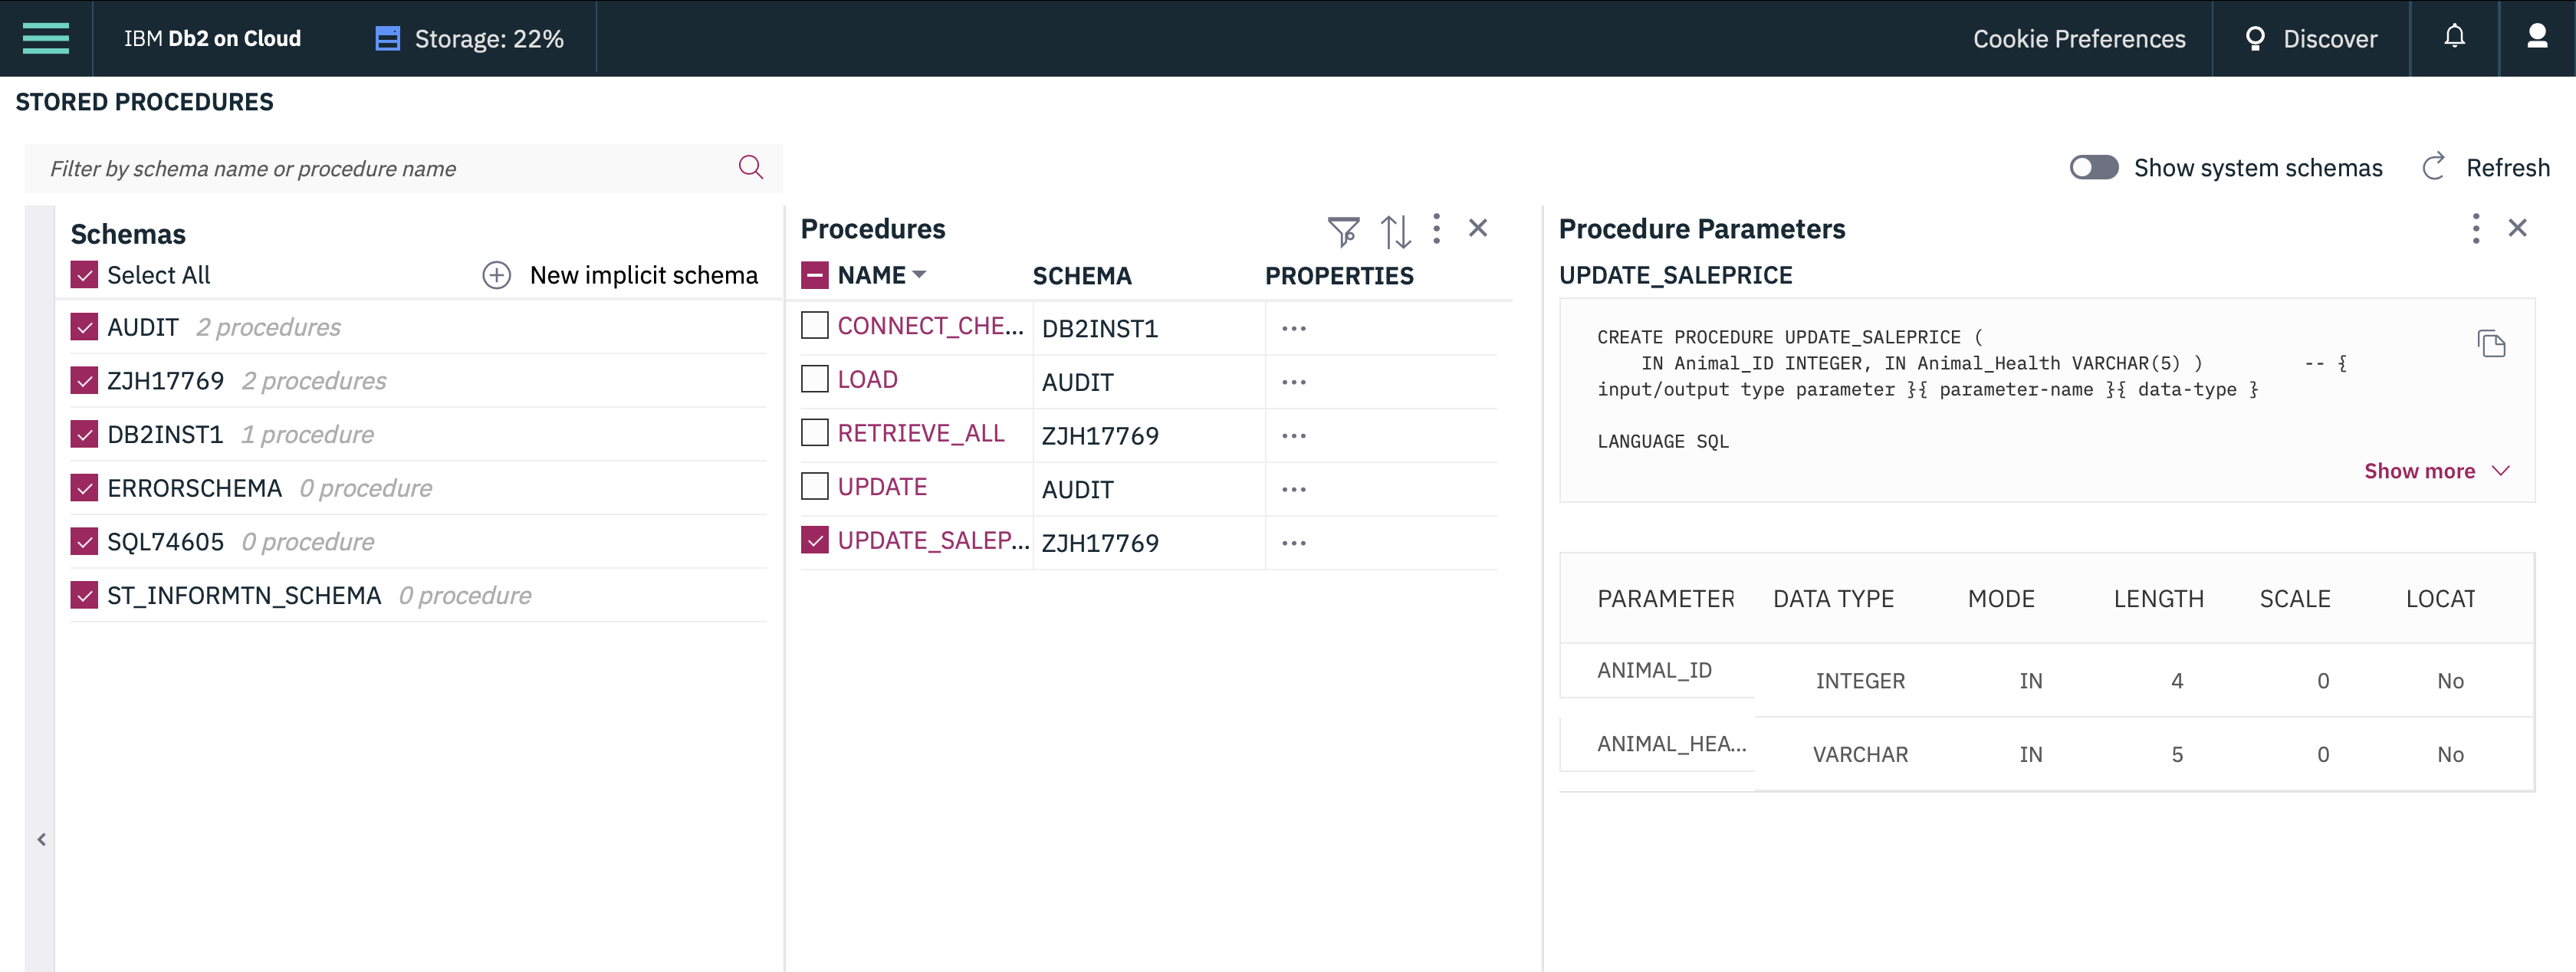 IBM Db2 on Cloud
Storage: 22%
Cookie Preferences
Discover
STORED PROCEDURES
Filter by schema name or procedure name
Show system schemas
Refresh
Schemas
Select All
New implicit schema
AUDIT 2 procedures
ZJH17769 2 procedures
DB2INST1 1 procedure
ERRORSCHEMA 0 procedure
SQL74605 0 procedure
ST_INFORMTN_SCHEMA 0 procedure
Procedures
NAME SCHEMA PROPERTIES
CONNECT_CHE... DB2INST1 ...
LOAD AUDIT ...
RETRIEVE_ALL ZJH17769 ...
UPDATE AUDIT ...
UPDATE_SALEP... ZJH17769 ...
Procedure Parameters
UPDATE_SALEPRICE
CREATE PROCEDURE UPDATE_SALEPRICE (
IN Animal_ID INTEGER, IN Animal_Health VARCHAR(5) ) -- {
input/output type parameter }{ parameter-name }{ data-type }
LANGUAGE SQL
Show more
PARAMETER DATA TYPE MODE LENGTH SCALE LOCAT
ANIMAL_ID INTEGER IN 4 0 No
ANIMAL_HEA... VARCHAR IN 5 0 No